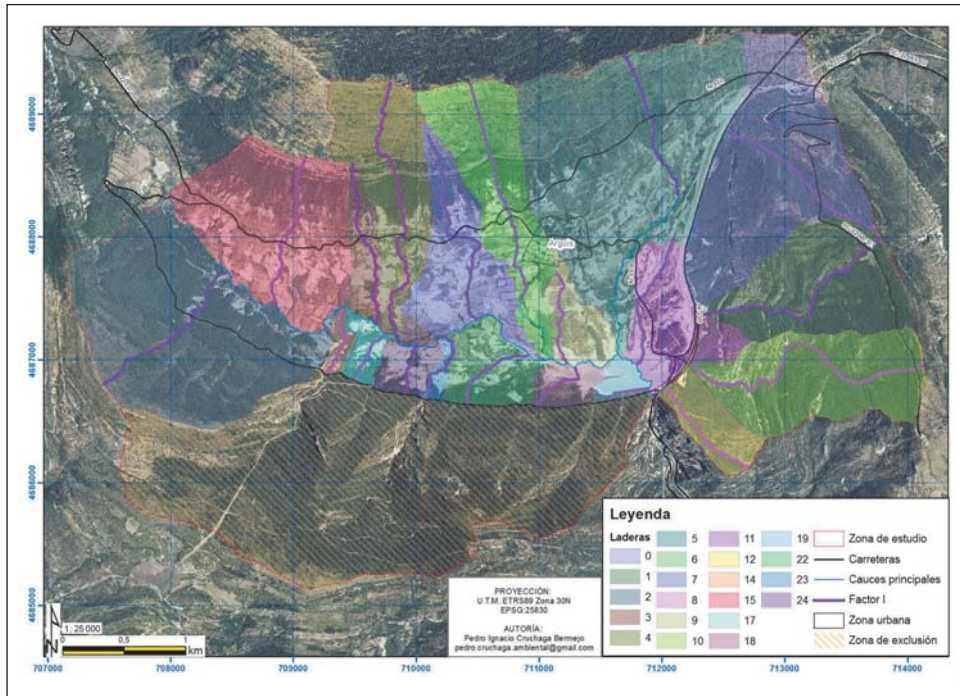 4689000
4688000
4687000
4686000
4685000
Arguis
Leyenda
Laderas
0
1
2
3
4
5
6
7
8
9
10
11
12
14
15
17
18
19
22
23
24
Zona de estudio
Carreteras
Cauces principales
Factor l
Zona urbana
Zona de exclusión
PROYECCIÓN:
U.T.M. ETRS89 Zona 30N
EPSG:25830
AUTORÍA:
Pedro Ignacio Cruchaga Bermejo
pedro.cruchaga.ambiental@gmail.com
N
1: 25 000
0 0,5 1
km
707000 708000 709000 710000 711000 712000 713000 714000